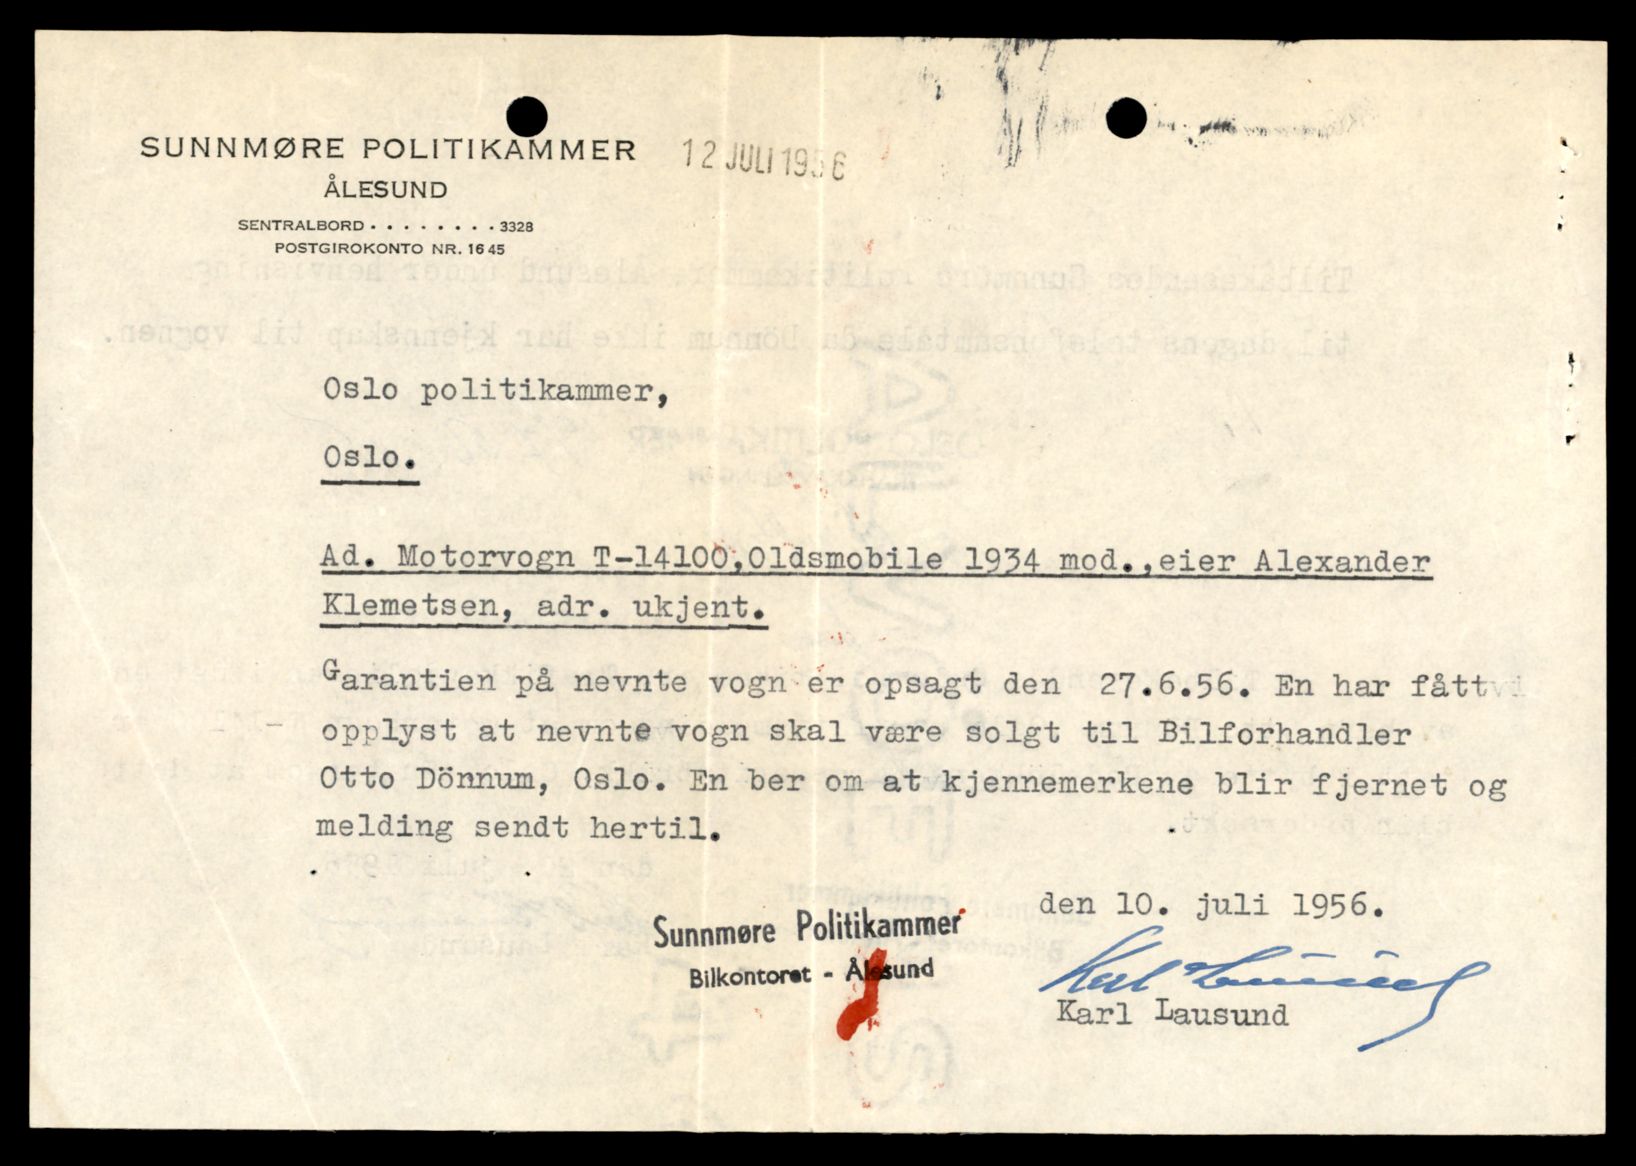 SUNNMØRE POLITIKAMMER
ÅLESUND
SENTRALBORD . . . . . . . . 3328
POSTGIROKONTO NR. 1645
12 JULI 1956
Oslo politikammer,
Oslo.
Ad. Motorvogn T-14100,Oldsmobile 1934 mod.,eier Alexander
Klemetsen, adr. ukjent.
Garantien på nevnte vogn er opsagt den 27.6.56. En har fått
opplyst at nevnte vogn skal være solgt til Bilforhandler
Otto Dönnum, Oslo. En ber om at kjennemerkene blir fjernet og
melding sendt hertil.
den 10. juli 1956.
Sunnmøre Politikammer
Bilkontoret - Ålesund
Karl Lausund
Karl Lausund